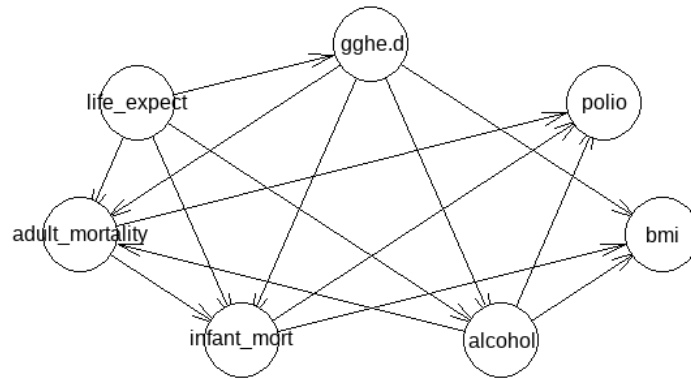 gghe.d
life_expect
polio
adult_mortality
bmi
infant_mort
alcohol